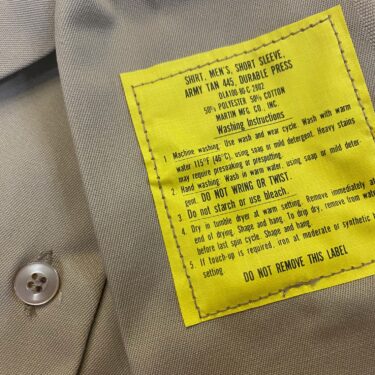 SHIRT, MEN'S, SHORT SLEEVE,
ARMY TAN 445, DURABLE PRESS
DLA100-80-C-2902
50% POLYESTER 50% COTTON
MARTIN MFG. CO., INC.
Washing Instructions
1. Machine washing: Use wash and wear cycle. Wash with warm
water 115°F (46°C), using soap or mild detergent. Heavy stains
may require presoaking or prespotting.
2. Hand washing: Wash in warm water, using soap or mild deter-
gent. DO NOT WRING OR TWIST.
3. Do not starch or use bleach.
4. Dry in tumble dryer at warm setting. Remove immediately at
end of drying. Shape and hang. To drip dry, remove from water
before last spin cycle. Shape and hang.
5. If touch-up is required, iron at moderate or synthetic,
setting.
DO NOT REMOVE THIS LABEL